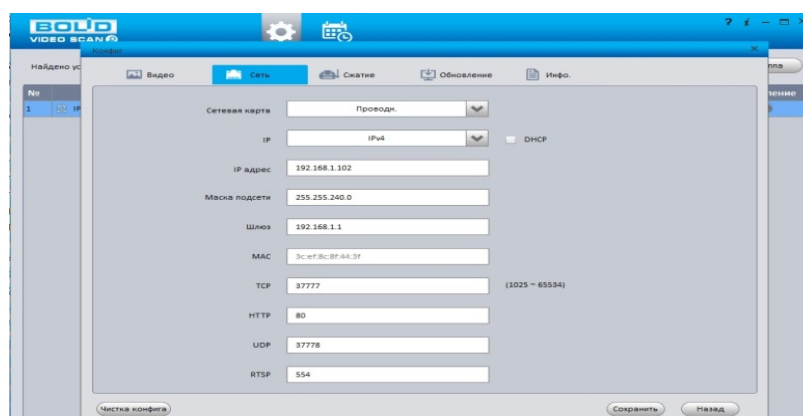 BOLID
VIDEO SCAN
? i
Конфиг
Найдено ус
Видео Сеть Сжатие Обновление Инфо.
ппа
No
1 IP
Сетевая карта Проводн.
IP IPv4 DHCP
IP адрес 192.168.1.102
Маска подсети 255.255.240.0
Шлюз 192.168.1.1
MAC 3c:ef:8c:8f:44:3f
TCP 37777 (1025 ~ 65534)
HTTP 80
UDP 37778
RTSP 554
Чистка конфига Сохранить Назад